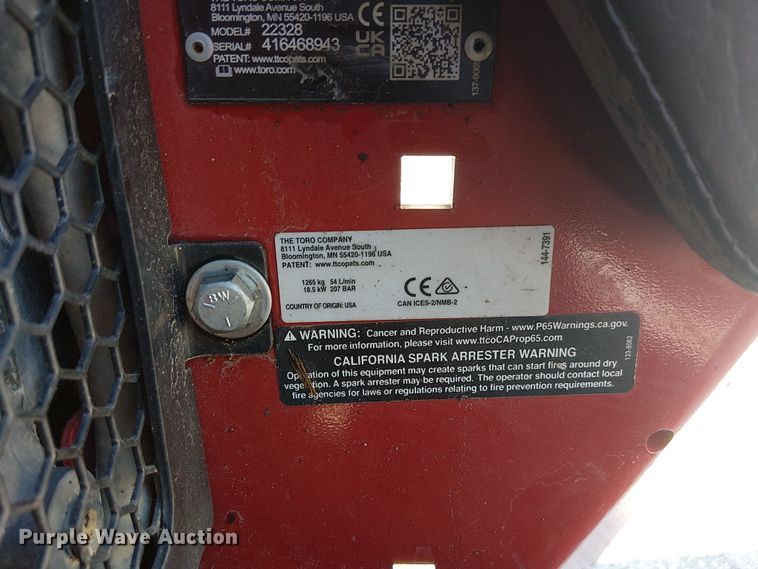 8111 Lyndale Avenue South
Bloomington, MN 55420-1196 USA
MODEL# 22328
SERIAL# 416468943
PATENT: www.ttcopats.com
www.toro.com
CE
UK
CA
THE TORO COMPANY
8111 Lyndale Avenue South
Bloomington, MN 55420-1196 USA
PATENT: www.ttcopats.com
1265 kg 54 L/min
18.5 kW 207 BAR
COUNTRY OF ORIGIN: USA
CE
CAN ICES-2/NMB-2
144-7391
WARNING: Cancer and Reproductive Harm - www.P65Warnings.ca.gov.
For more information, please visit www.ttcoCAProp65.com
CALIFORNIA SPARK ARRESTER WARNING
Operation of this equipment may create sparks that can start fires around dry
vegetation. A spark arrester may be required. The operator should contact local
fire agencies for laws or regulations relating to fire prevention requirements.
133-8062
Purple Wave Auction